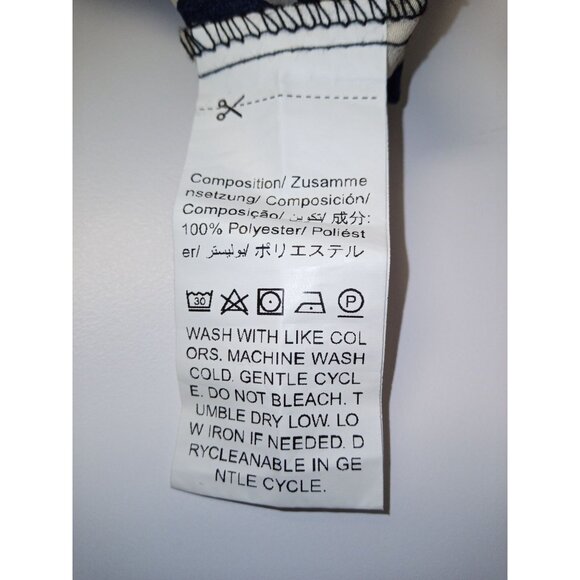 Composition/ Zusamme
nsetzung/ Composición/
Composição/ تكوين/ 成分:
100% Polyester/ Poliést
er/ بوليستر/ ポリエステル
30 P
WASH WITH LIKE COL
ORS. MACHINE WASH
COLD. GENTLE CYCL
E. DO NOT BLEACH. T
UMBLE DRY LOW. LO
W IRON IF NEEDED. D
RYCLEANABLE IN GE
NTLE CYCLE.